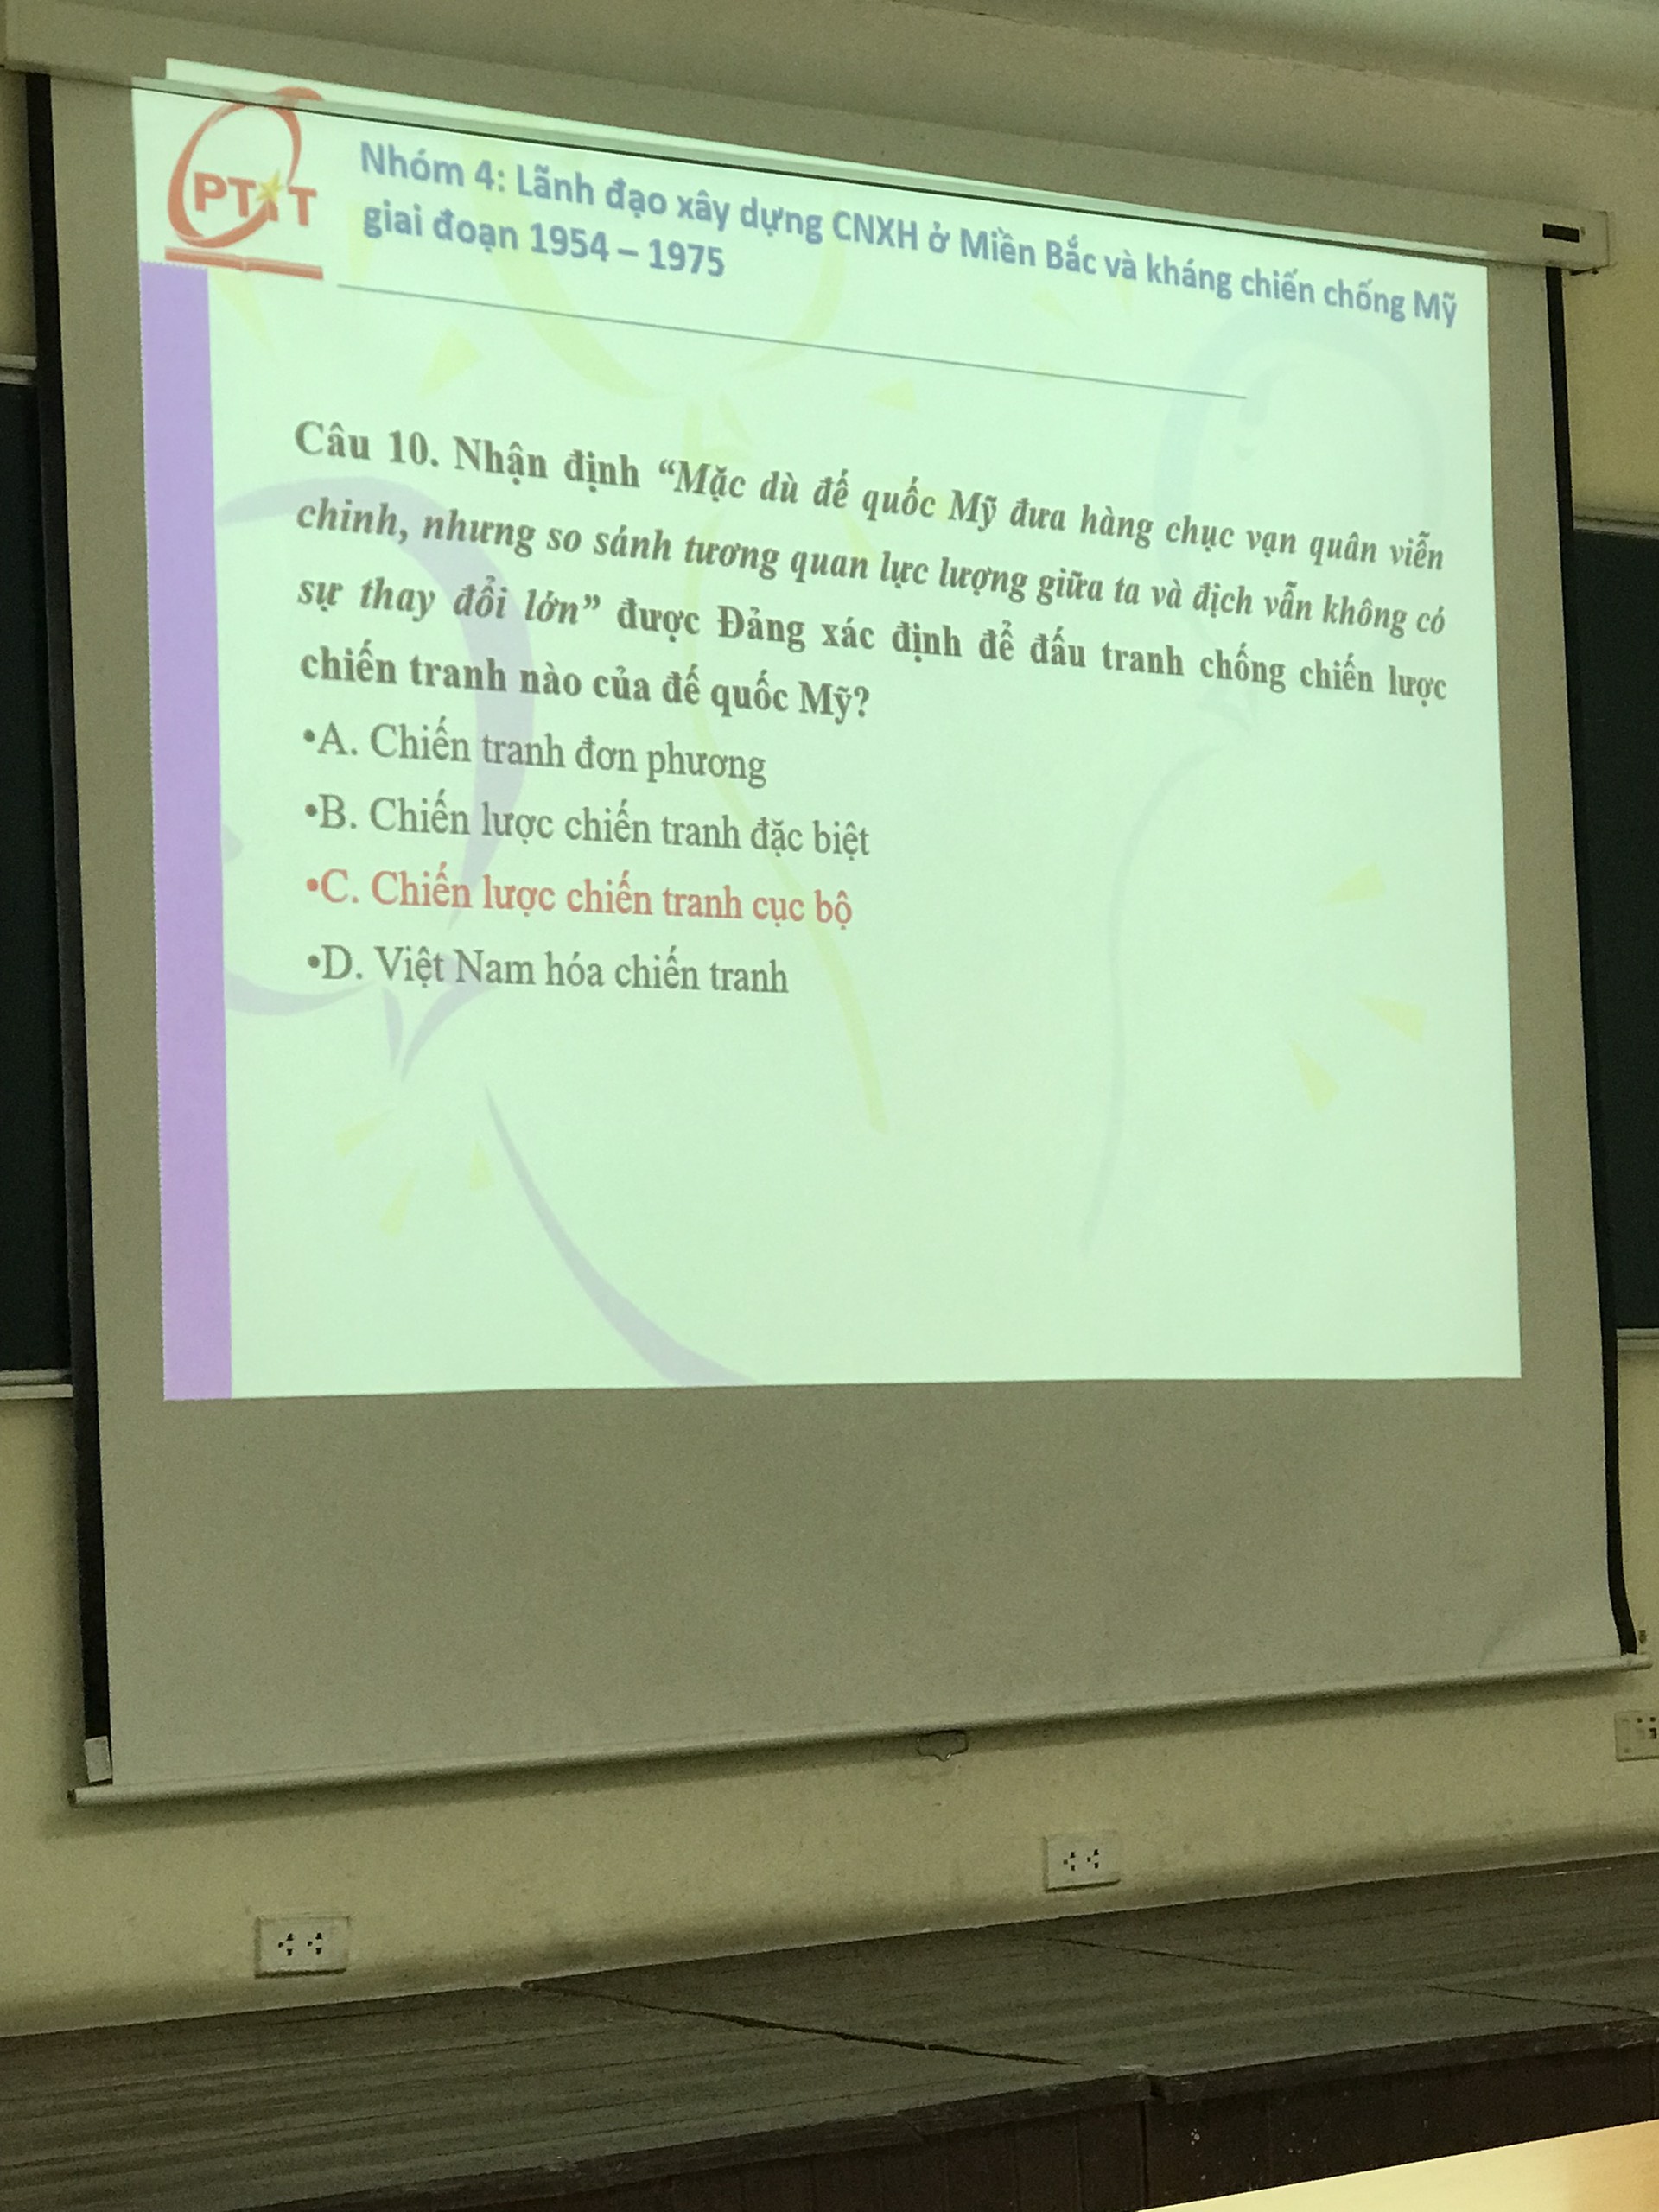 PTiT
Nhóm 4: Lãnh đạo xây dựng CNXH ở Miền Bắc và kháng chiến chống Mỹ
giai đoạn 1954 – 1975
Câu 10. Nhận định “Mặc dù đế quốc Mỹ đưa hàng chục vạn quân viễn
chinh, nhưng so sánh tương quan lực lượng giữa ta và địch vẫn không có
sự thay đổi lớn” được Đảng xác định để đấu tranh chống chiến lược
chiến tranh nào của đế quốc Mỹ?
•A. Chiến tranh đơn phương
•B. Chiến lược chiến tranh đặc biệt
•C. Chiến lược chiến tranh cục bộ
•D. Việt Nam hóa chiến tranh